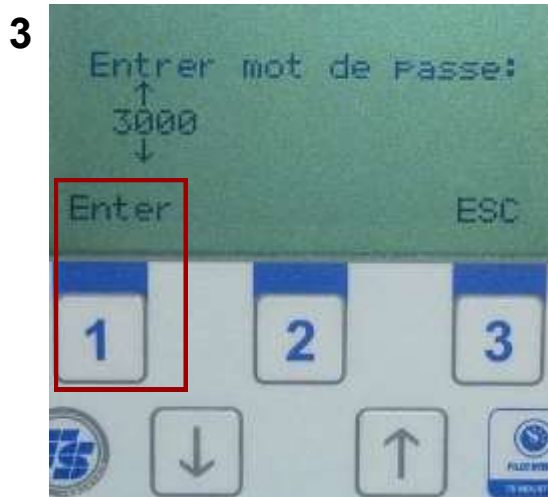 3
Entrer mot de passe:
↑
3000
↓
Enter ESC
1 2 3
↓ ↑